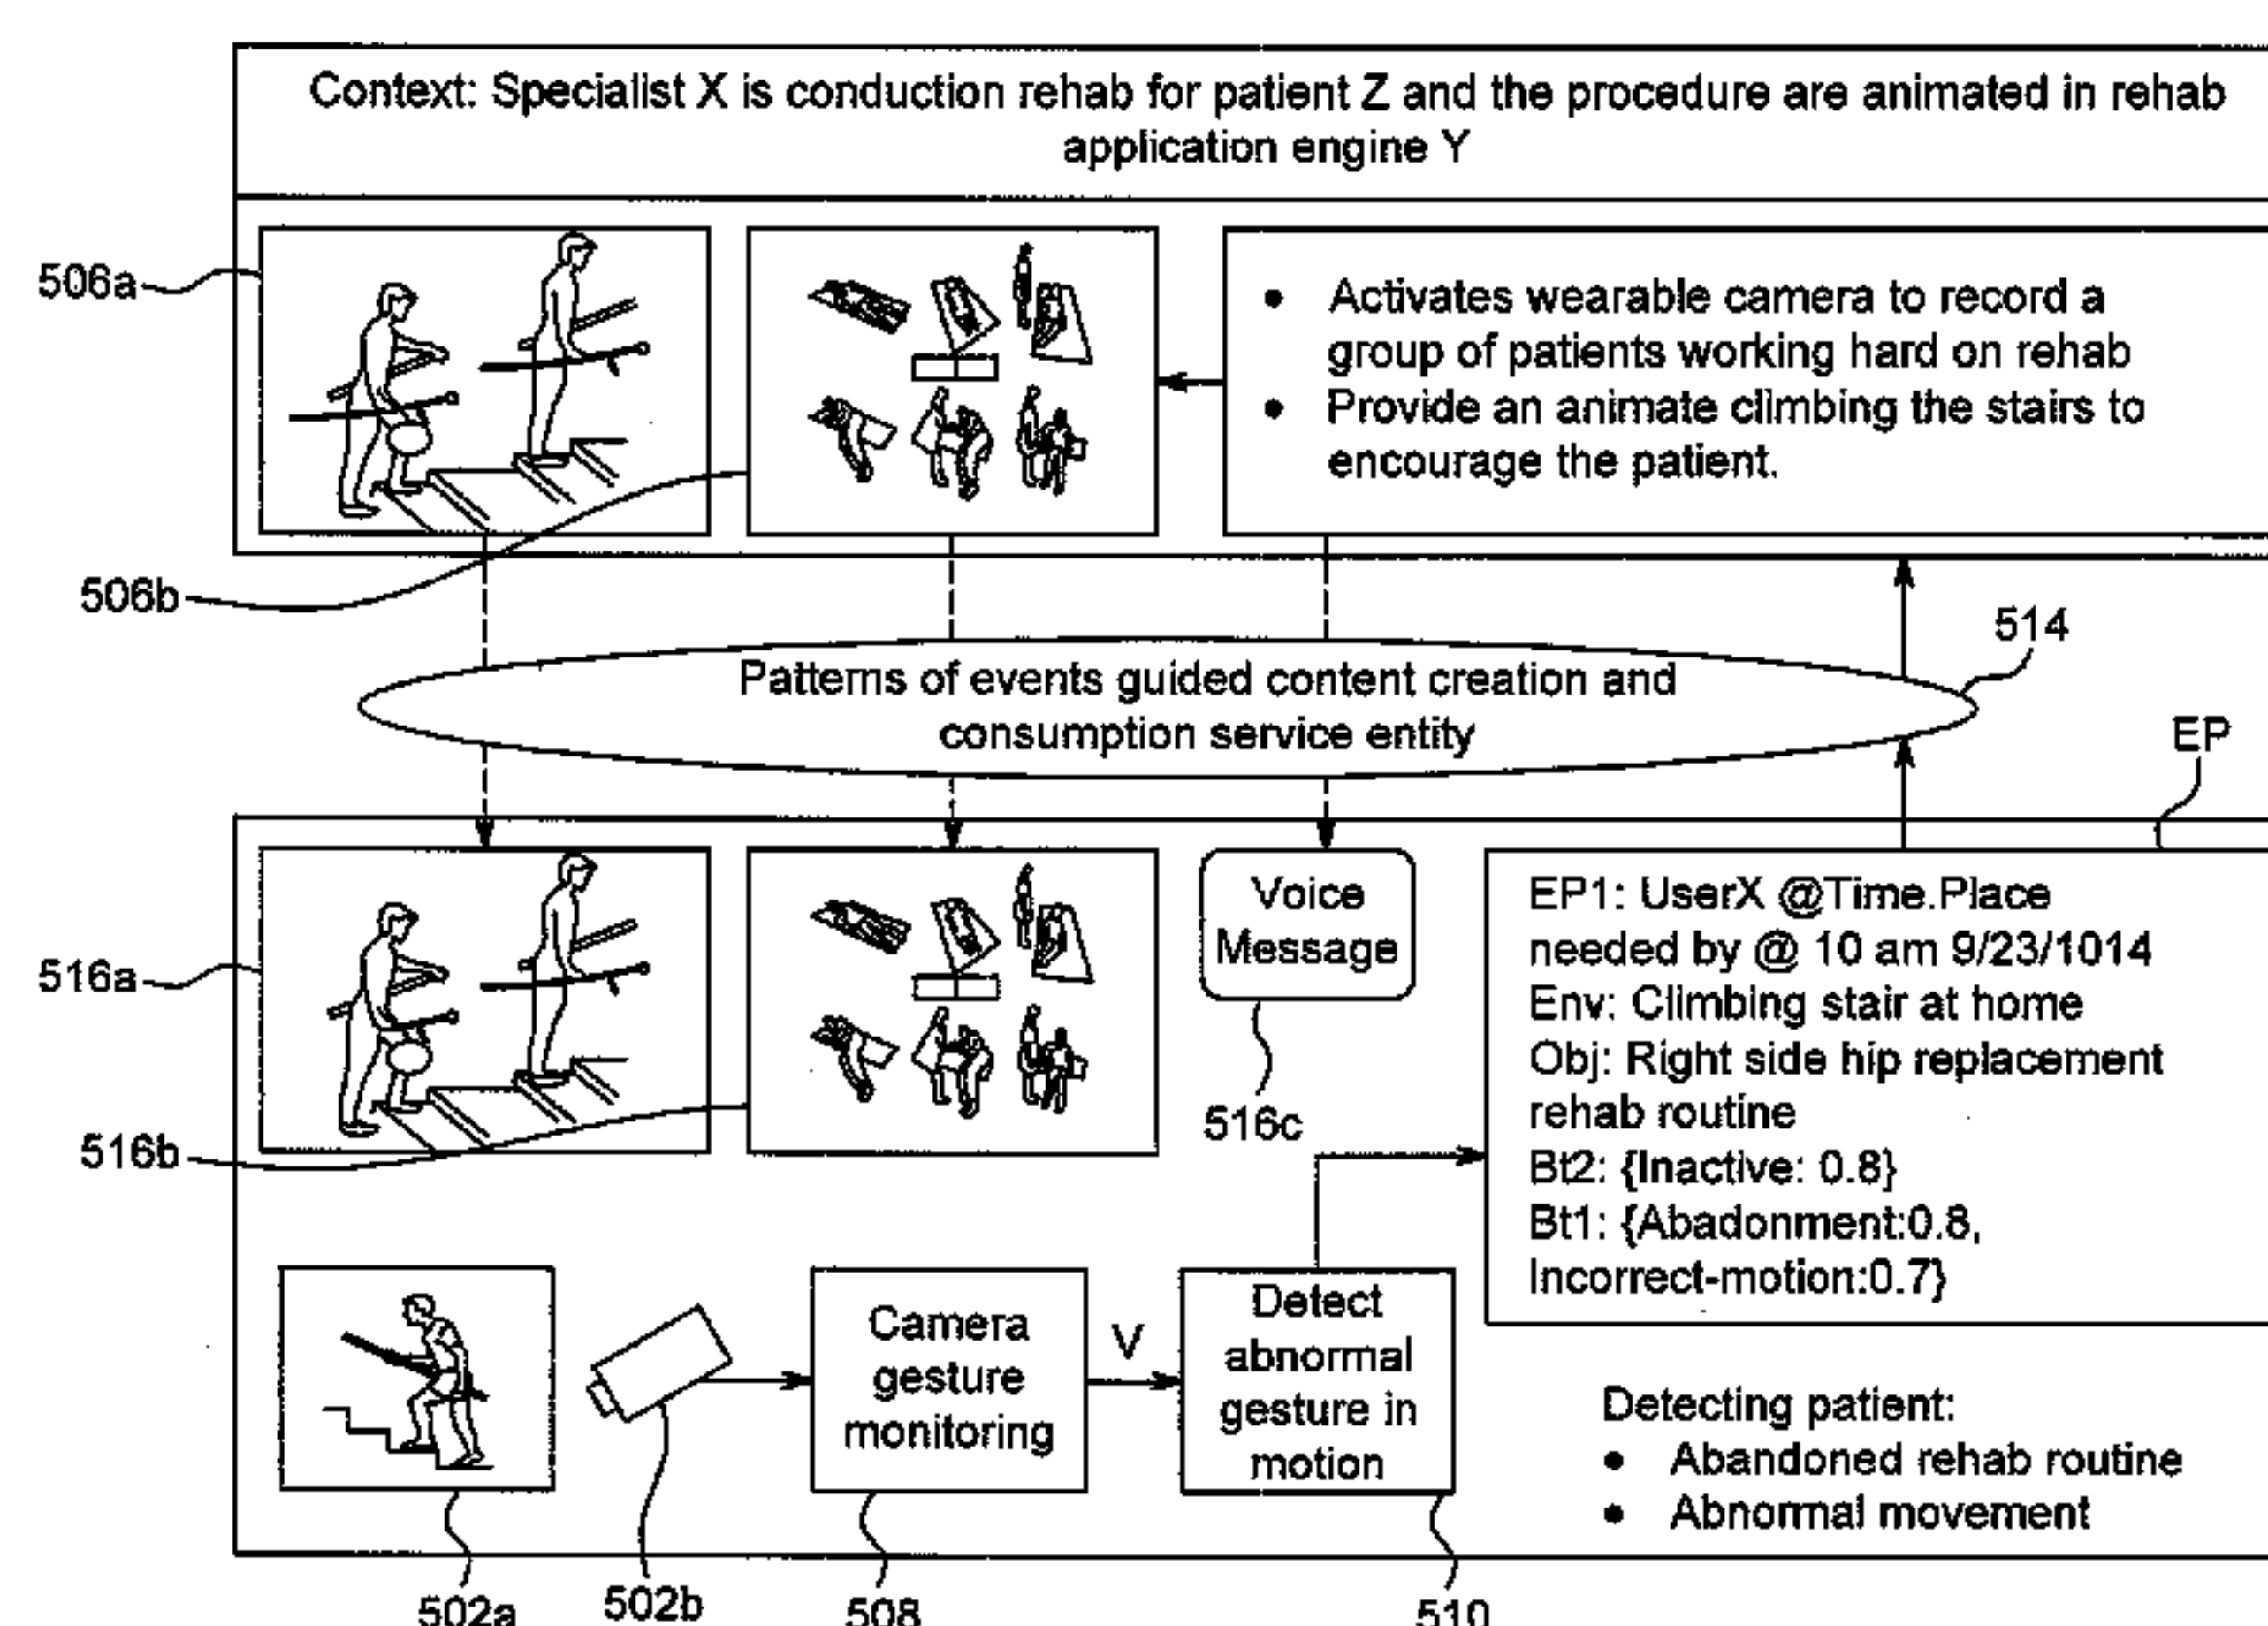 Context: Specialist X is conduction rehab for patient Z and the procedure are animated in rehab
application engine Y
506a
• Activates wearable camera to record a
group of patients working hard on rehab
• Provide an animate climbing the stairs to
encourage the patient.
506b
514
Patterns of events guided content creation and
consumption service entity
EP
516a
Voice
Message
516c
EP1: UserX @Time.Place
needed by @ 10 am 9/23/1014
Env: Climbing stair at home
Obj: Right side hip replacement
rehab routine
Bt2: {Inactive: 0.8}
Bt1: {Abadonment:0.8,
Incorrect-motion:0.7}
516b
Camera
gesture
monitoring
V
Detect
abnormal
gesture in
motion
Detecting patient:
• Abandoned rehab routine
• Abnormal movement
502a
502b
508
510